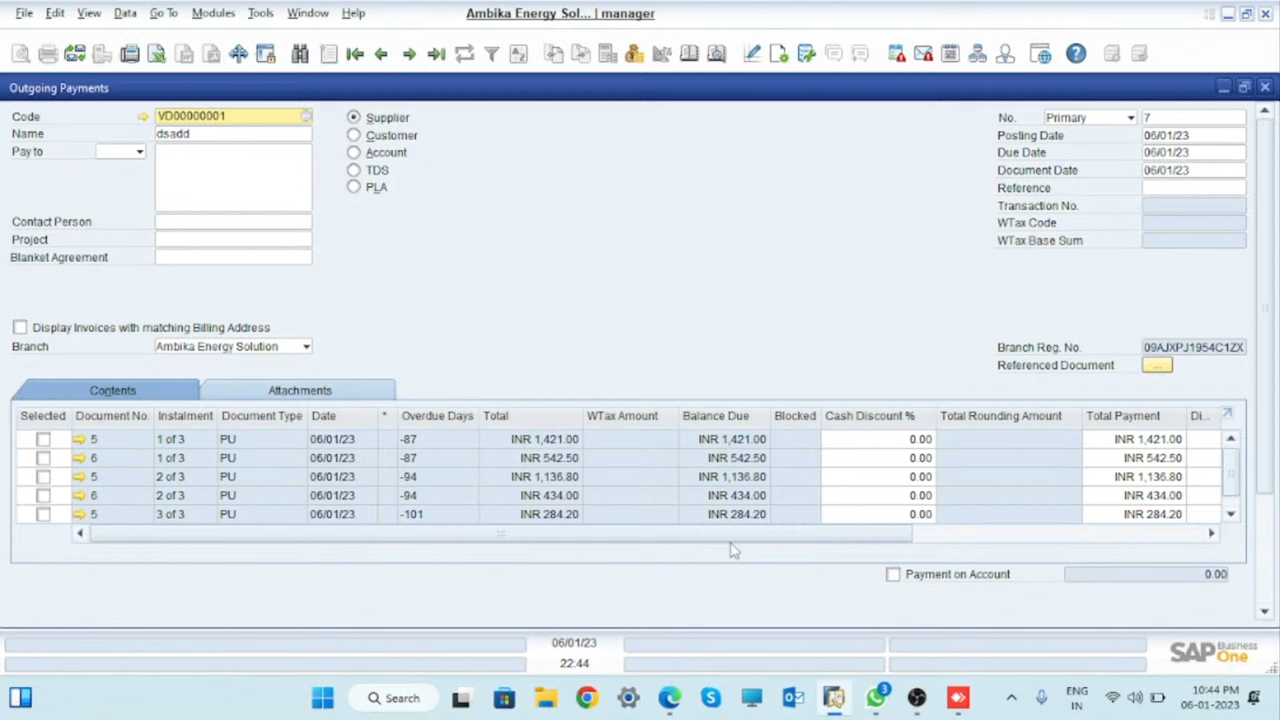 File Edit View Data Go To Modules Tools Window Help Ambika Energy Sol... | manager
Outgoing Payments
Code VD00000001 Supplier No. Primary 7
Name dsadd Customer Posting Date 06/01/23
Pay to Account Due Date 06/01/23
TDS Document Date 06/01/23
PLA Reference
Transaction No.
Contact Person WTax Code
Project WTax Base Sum
Blanket Agreement
Display Invoices with matching Billing Address
Branch Ambika Energy Solution Branch Reg. No. 09AJXPJ1954C1ZX
Referenced Document ...
Contents Attachments
Selected Document No. Instalment Document Type Date * Overdue Days Total WTax Amount Balance Due Blocked Cash Discount % Total Rounding Amount Total Payment Di...
5 1 of 3 PU 06/01/23 -87 INR 1,421.00 INR 1,421.00 0.00 INR 1,421.00
6 1 of 3 PU 06/01/23 -87 INR 542.50 INR 542.50 0.00 INR 542.50
5 2 of 3 PU 06/01/23 -94 INR 1,136.80 INR 1,136.80 0.00 INR 1,136.80
6 2 of 3 PU 06/01/23 -94 INR 434.00 INR 434.00 0.00 INR 434.00
5 3 of 3 PU 06/01/23 -101 INR 284.20 INR 284.20 0.00 INR 284.20
Payment on Account 0.00
06/01/23
22:44
SAP Business One
Search 3 ENG IN 10:44 PM 06-01-2023